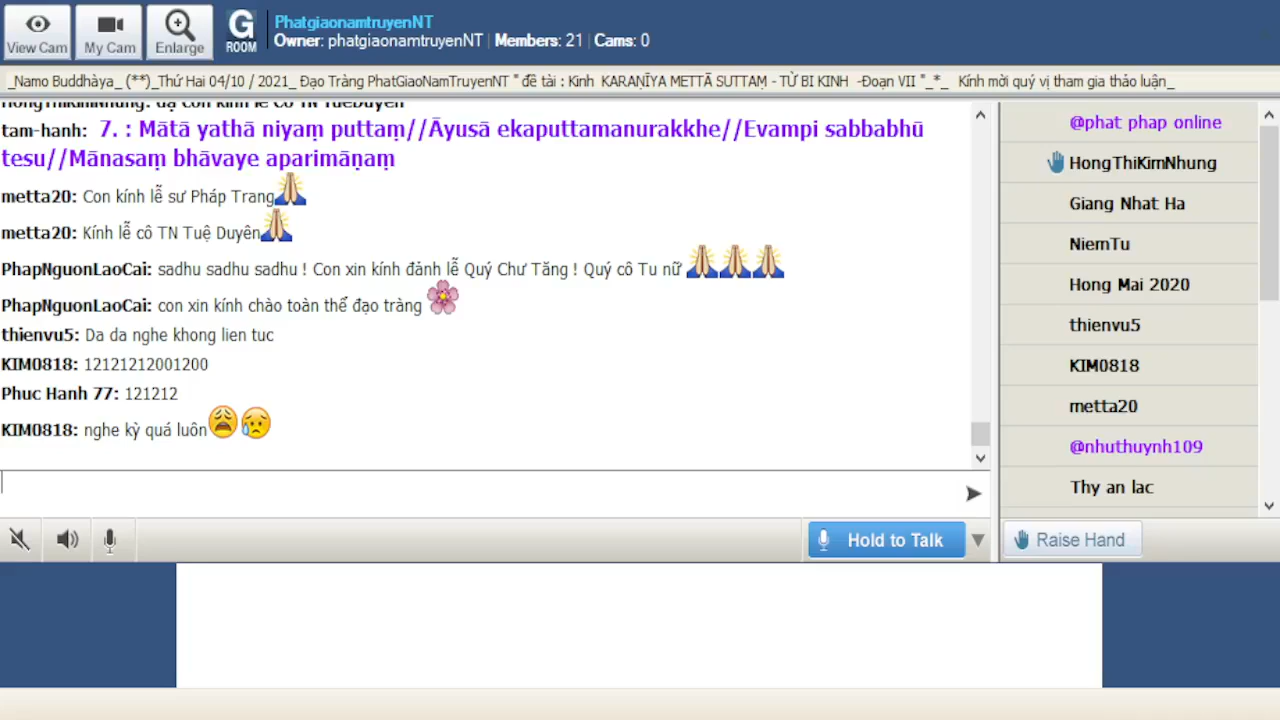 View Cam
My Cam
Enlarge
G
ROOM
PhatgiaonamtruyenNT
Owner: phatgiaonamtruyenNT | Members: 21 | Cams: 0
_Namo Buddhàya_ (**)_Thứ Hai 04/10 / 2021_ Đạo Tràng PhatGiaoNamTruyenNT " đề tài : Kinh KARAṆĪYA METTĀ SUTTAṂ - TỪ BI KINH -Đoạn VII "_*_ Kính mời quý vị tham gia thảo luận_
HongThiKimNhung: dạ Con kính lễ Cô TN TueDuyen
tam-hanh: 7. : Mātā yathā niyaṃ puttaṃ//Āyusā ekaputtamanurakkhe//Evampi sabbabhū
tesu//Mānasaṃ bhāvaye aparimāṇaṃ
metta20: Con kính lễ sư Pháp Trang
metta20: Kính lễ cô TN Tuệ Duyên
PhapNguonLaoCai: sadhu sadhu sadhu ! Con xin kính đảnh lễ Quý Chư Tăng ! Quý cô Tu nữ
PhapNguonLaoCai: con xin kính chào toàn thể đạo tràng
thienvu5: Da da nghe khong lien tuc
KIM0818: 12121212001200
Phuc Hanh 77: 121212
KIM0818: nghe kỳ quá luôn
Hold to Talk
@phat phap online
HongThiKimNhung
Giang Nhat Ha
NiemTu
Hong Mai 2020
thienvu5
KIM0818
metta20
@nhuthuynh109
Thy an lac
Raise Hand